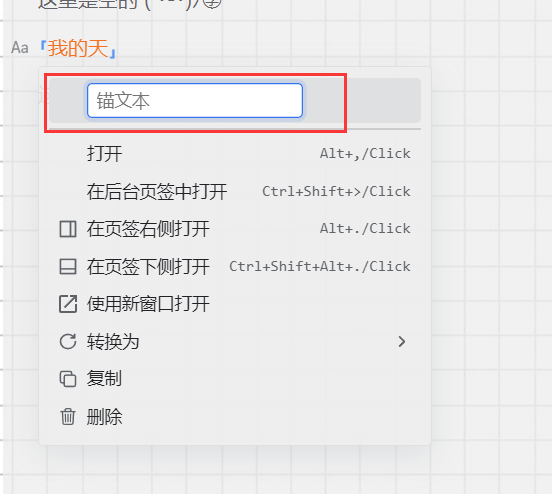 这里是空的
Aa「我的天」
锚文本
打开 Alt+,/Click
在后台页签中打开 Ctrl+Shift+>/Click
在页签右侧打开 Alt+./Click
在页签下侧打开 Ctrl+Shift+Alt+./Click
使用新窗口打开
转换为
复制
删除